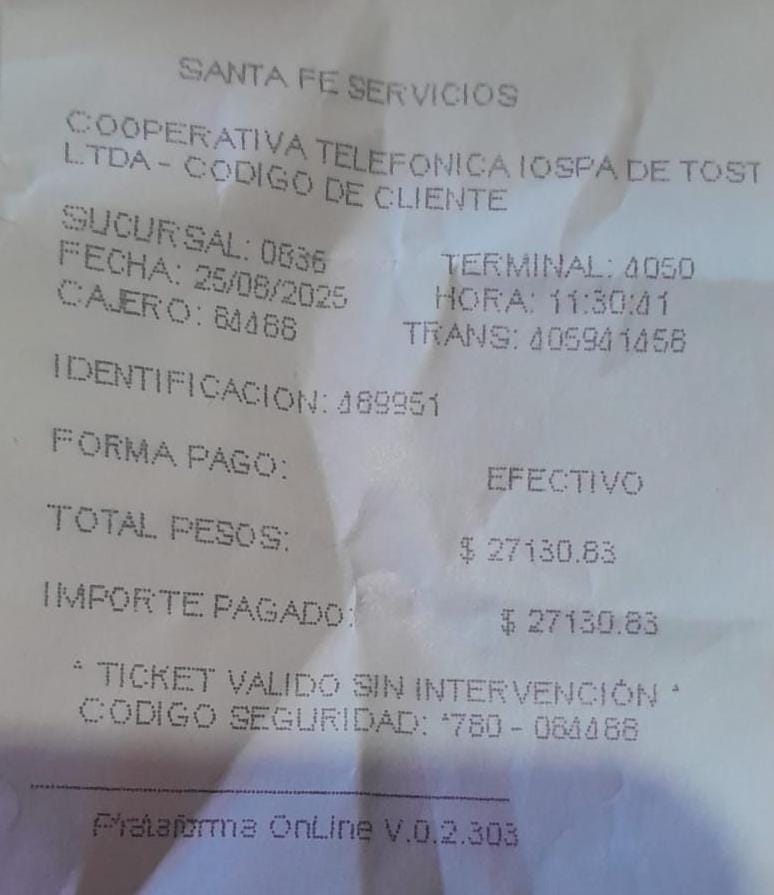 SANTA FE SERVICIOS
COOPERATIVA TELEFONICA IOSPA DE TOST
LTDA - CODIGO DE CLIENTE
SUCURSAL: 0836 TERMINAL: 4050
FECHA: 25/08/2025 HORA: 11:30:41
CAJERO: 64488 TRANS: 405941458
IDENTIFICACION: 489951
FORMA PAGO: EFECTIVO
TOTAL PESOS: $ 27130.83
IMPORTE PAGADO: $ 27130.83
* TICKET VALIDO SIN INTERVENCIÓN *
CODIGO SEGURIDAD: *780 - 064488
Plataforma OnLine V.0.2.303